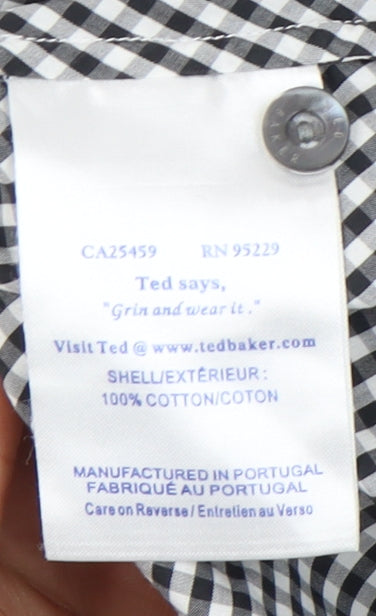 CA25459 RN 95229
Ted says,
"Grin and wear it."
Visit Ted @ www.tedbaker.com
SHELL/EXTÉRIEUR:
100% COTTON/COTON
MANUFACTURED IN PORTUGAL
FABRIQUÉ AU PORTUGAL
Care on Reverse / Entretien au Verso